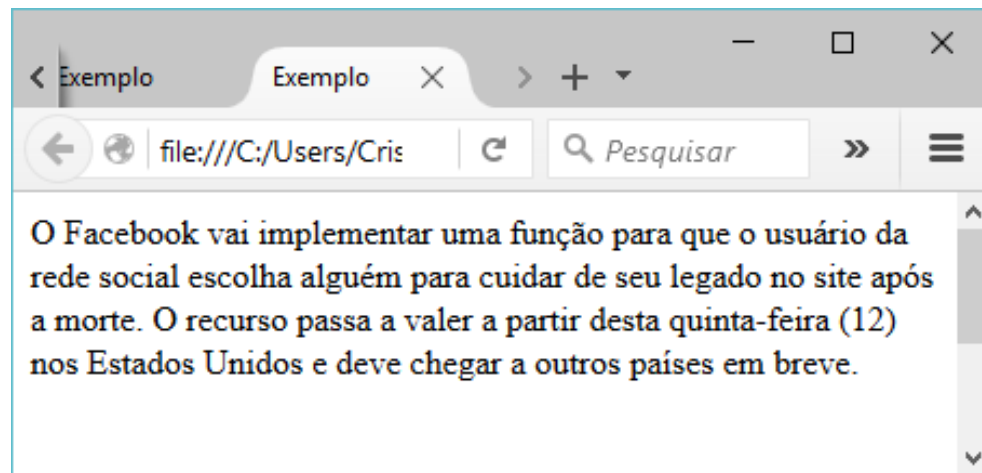 Exemplo Exemplo
file:///C:/Users/Cris Pesquisar
O Facebook vai implementar uma função para que o usuário da
rede social escolha alguém para cuidar de seu legado no site após
a morte. O recurso passa a valer a partir desta quinta-feira (12)
nos Estados Unidos e deve chegar a outros países em breve.